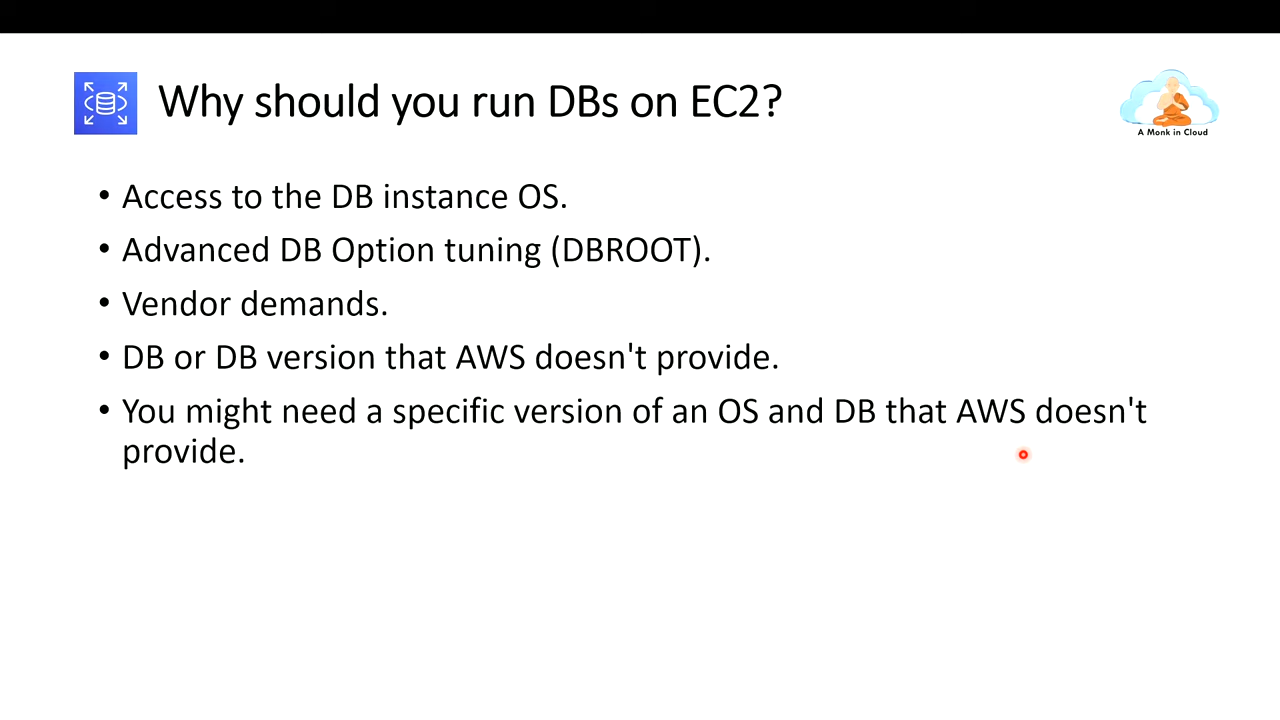 Why should you run DBs on EC2?
A Monk in Cloud
• Access to the DB instance OS.
• Advanced DB Option tuning (DBROOT).
• Vendor demands.
• DB or DB version that AWS doesn't provide.
• You might need a specific version of an OS and DB that AWS doesn't
provide.